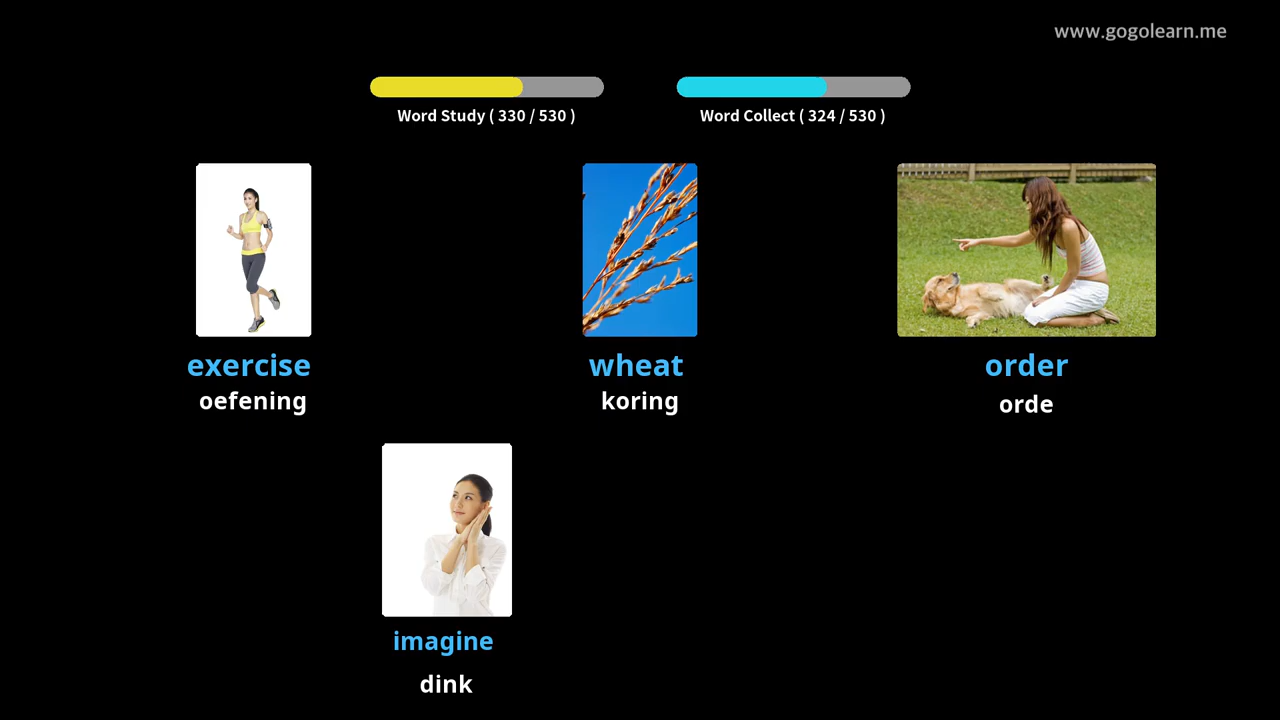 www.gogolearn.me
Word Study ( 330 / 530 )
Word Collect ( 324 / 530 )
exercise
oefening
wheat
koring
order
orde
imagine
dink